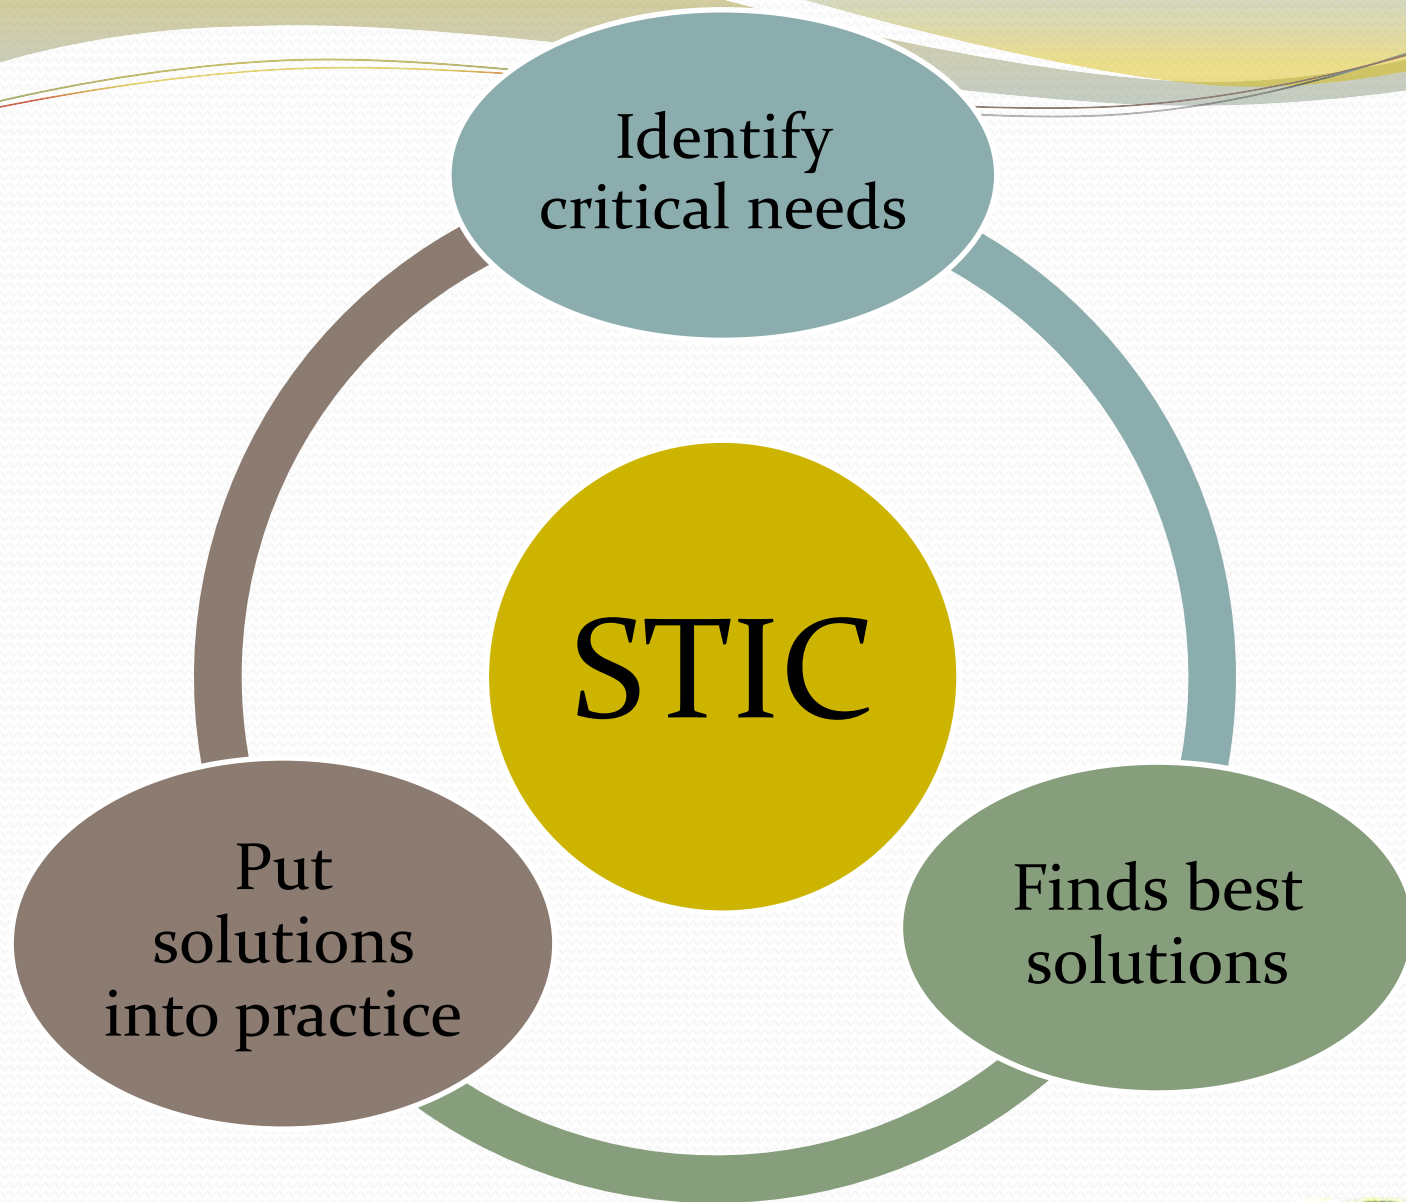 Identify
critical needs
STIC
Put
solutions
into practice
Finds best
solutions